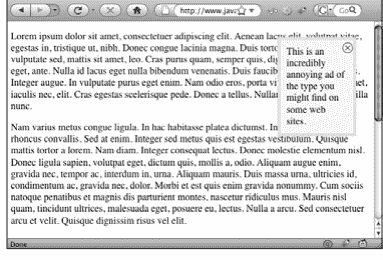 http://www.java
Lorem ipsum dolor sit amet, consectetuer adipiscing elit. Aenean lacus elit, volutpat vitae,
egestas in, tristique ut, nibh. Donec congue lacinia magna. Duis torto
vulputate sed, mattis sit amet, leo. Cras purus quam, semper quis, dig
eget, ante. Nulla id lacus eget nulla bibendum venenatis. Duis faucib
Integer augue. In vulputate purus eget enim. Nam odio eros, porta vi
iaculis nec, elit. Cras egestas scelerisque pede. Donec a tellus. Nullam
nunc.
This is an
incredibly
annoying ad of
the type you
might find on
some web
sites.
Nam varius metus congue ligula. In hac habitasse platea dictumst. In
rhoncus convallis. Sed at enim. Integer sed metus quis est egestas vestibulum. Quisque
mattis tortor a lorem. Nam diam. Integer consequat lectus. Donec molestie elementum nisl.
Donec ligula sapien, volutpat eget, dictum quis, mollis a, odio. Aliquam augue enim,
gravida nec, tempor ac, interdum in, urna. Aliquam mauris. Duis massa urna, ultricies id,
condimentum ac, gravida nec, dolor. Morbi et est quis enim gravida nonummy. Cum sociis
natoque penatibus et magnis dis parturient montes, nascetur ridiculus mus. Mauris nisl
quam, tincidunt ultrices, malesuada eget, posuere eu, lectus. Nulla a arcu. Sed consectetuer
arcu et velit. Quisque dignissim risus vel elit.
Done